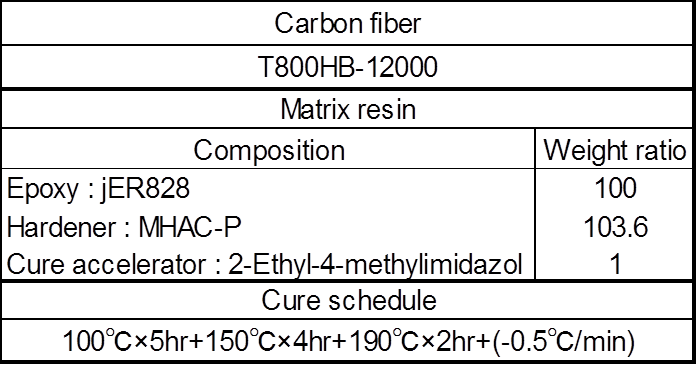 Carbon fiber
T800HB-12000
Matrix resin
Composition Weight ratio
Epoxy : jER828 100
Hardener : MHAC-P 103.6
Cure accelerator : 2-Ethyl-4-methylimidazol 1
Cure schedule
100℃×5hr+150℃×4hr+190℃×2hr+(-0.5℃/min)